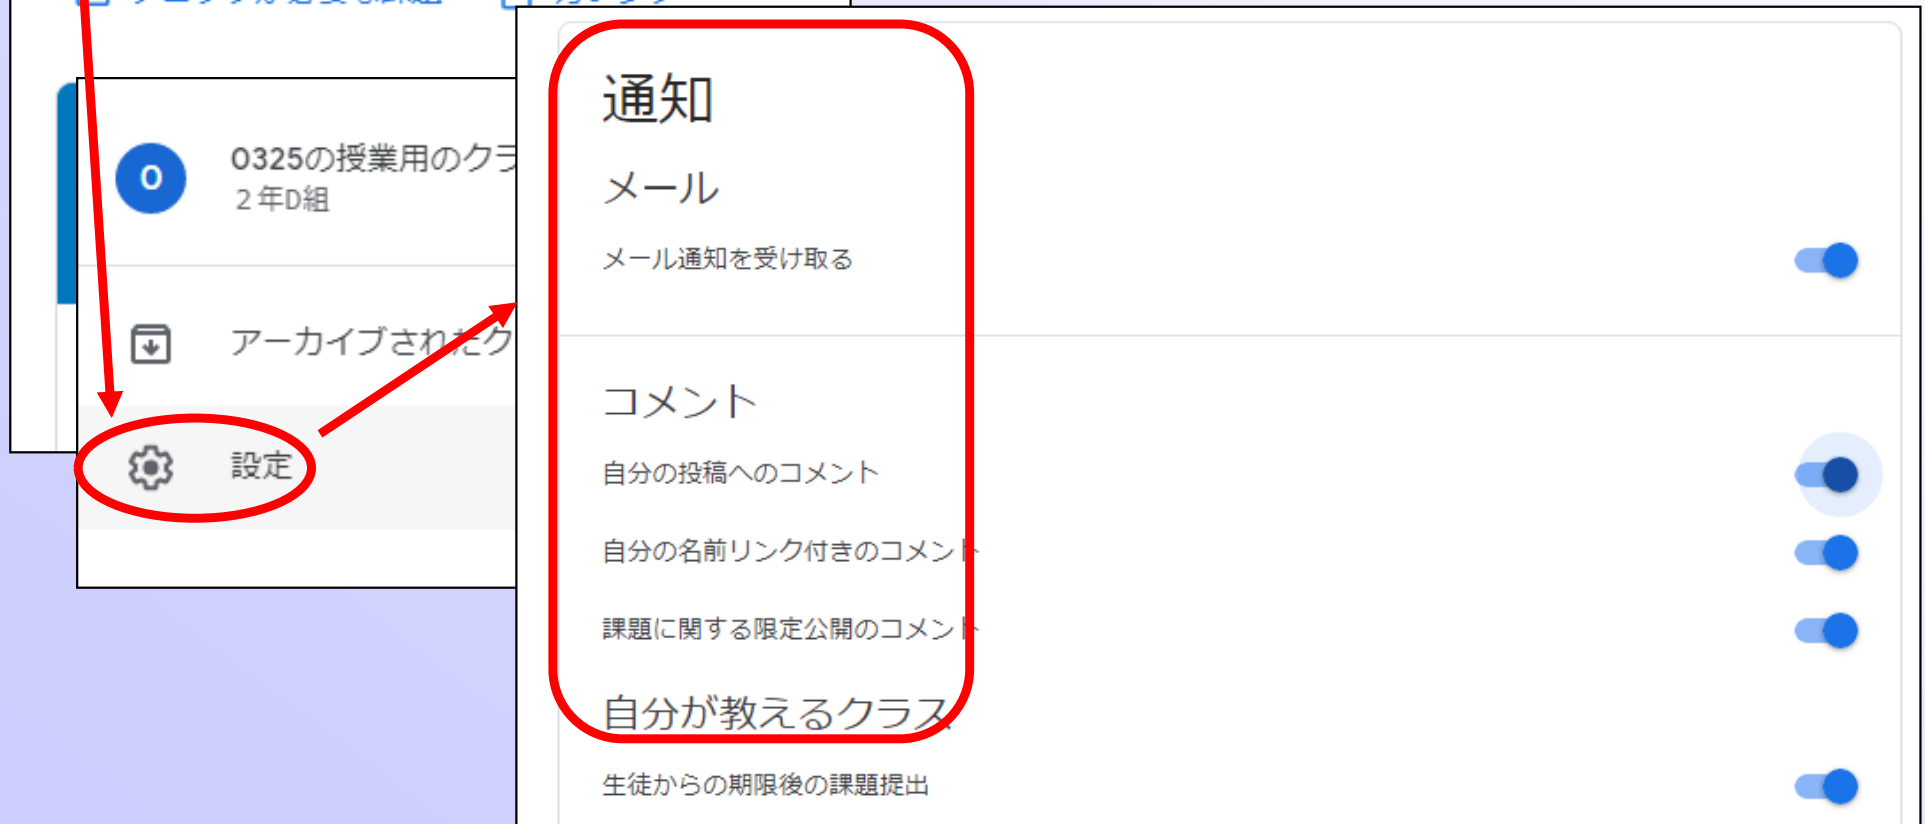 0325の授業用のクラ
２年D組
アーカイブされたク
設定
通知
メール
メール通知を受け取る
コメント
自分の投稿へのコメント
自分の名前リンク付きのコメント
課題に関する限定公開のコメント
自分が教えるクラス
生徒からの期限後の課題提出